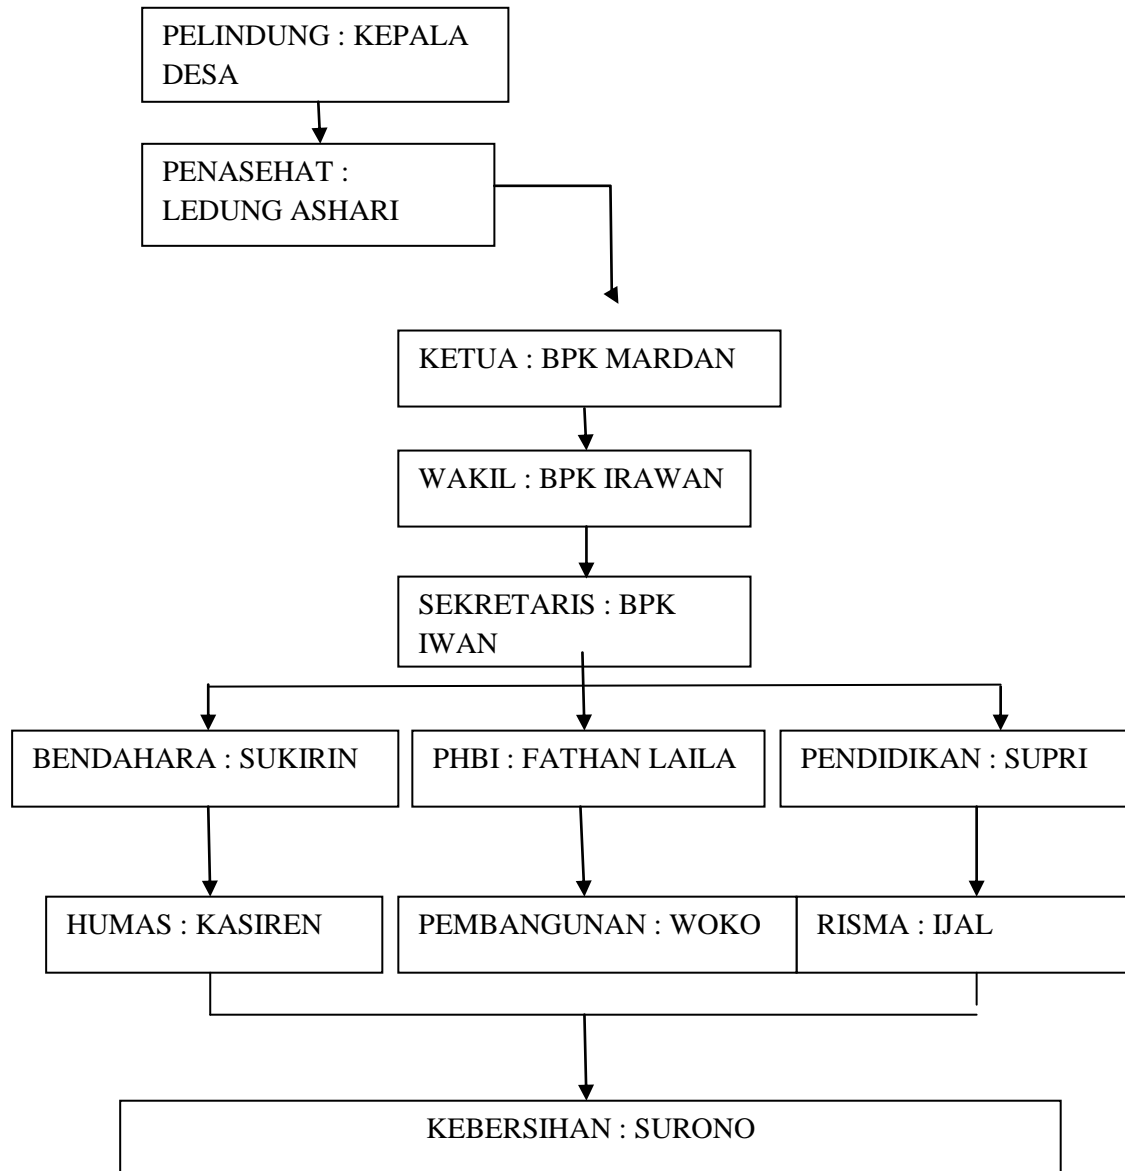 PELINDUNG : KEPALA
DESA
PENASEHAT :
LEDUNG ASHARI
KETUA : BPK MARDAN
WAKIL : BPK IRAWAN
SEKRETARIS : BPK
IWAN
BENDAHARA : SUKIRIN
PHBI : FATHAN LAILA
PENDIDIKAN : SUPRI
HUMAS : KASIREN
PEMBANGUNAN : WOKO
RISMA : IJAL
KEBERSIHAN : SURONO